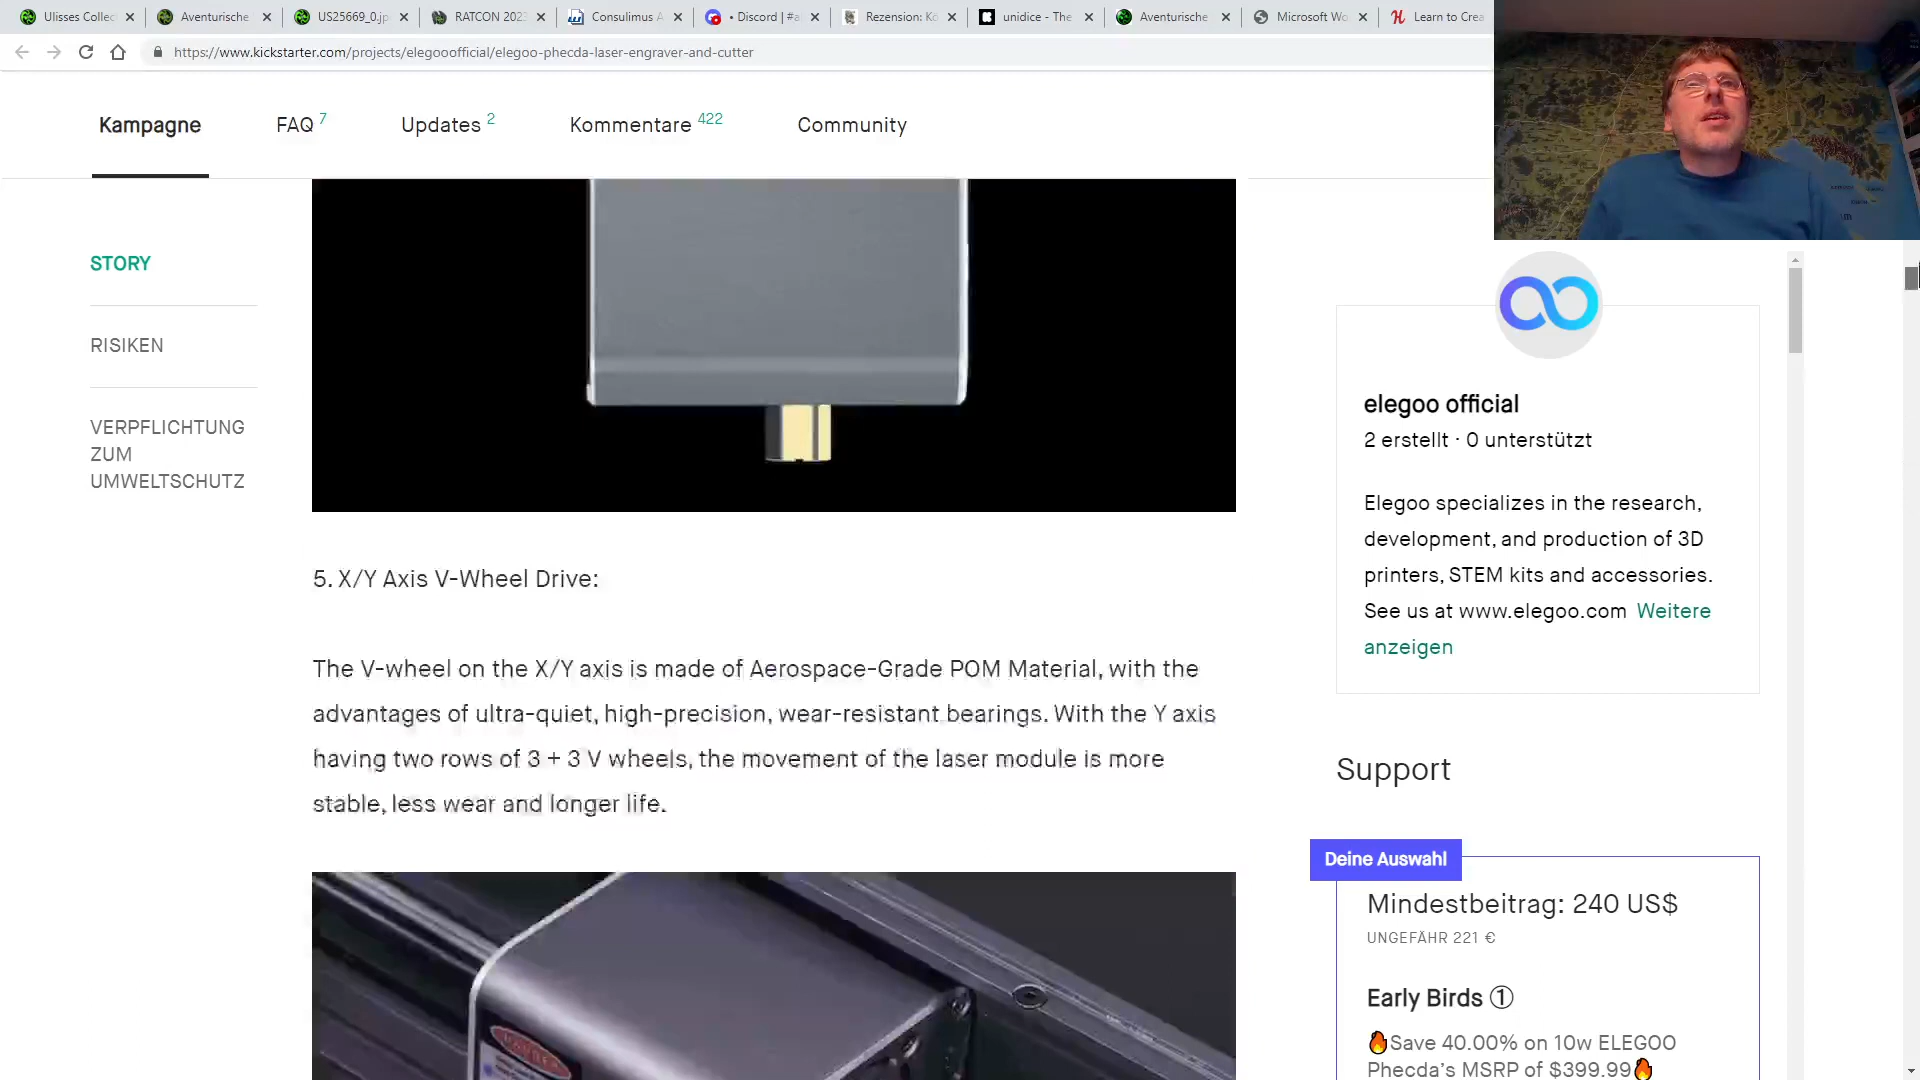 Ulisses Collec
Aventurische
US25669_0.jp
RATCON 2023
Consulimus A
• Discord | #a
Rezension: Kö
unidice - The
Aventurische
Microsoft Wo
Learn to Crea
https://www.kickstarter.com/projects/elegooofficial/elegoo-phecda-laser-engraver-and-cutter
Kampagne
FAQ 7
Updates 2
Kommentare 422
Community
STORY
RISIKEN
VERPFLICHTUNG
ZUM
UMWELTSCHUTZ
5. X/Y Axis V-Wheel Drive:
The V-wheel on the X/Y axis is made of Aerospace-Grade POM Material, with the
advantages of ultra-quiet, high-precision, wear-resistant bearings. With the Y axis
having two rows of 3 + 3 V wheels, the movement of the laser module is more
stable, less wear and longer life.
DANGER
elegoo official
2 erstellt · 0 unterstützt
Elegoo specializes in the research,
development, and production of 3D
printers, STEM kits and accessories.
See us at www.elegoo.com Weitere
anzeigen
Support
Deine Auswahl
Mindestbeitrag: 240 US$
UNGEFÄHR 221 €
Early Birds ①
🔥Save 40.00% on 10w ELEGOO
Phecda's MSRP of $399.99🔥